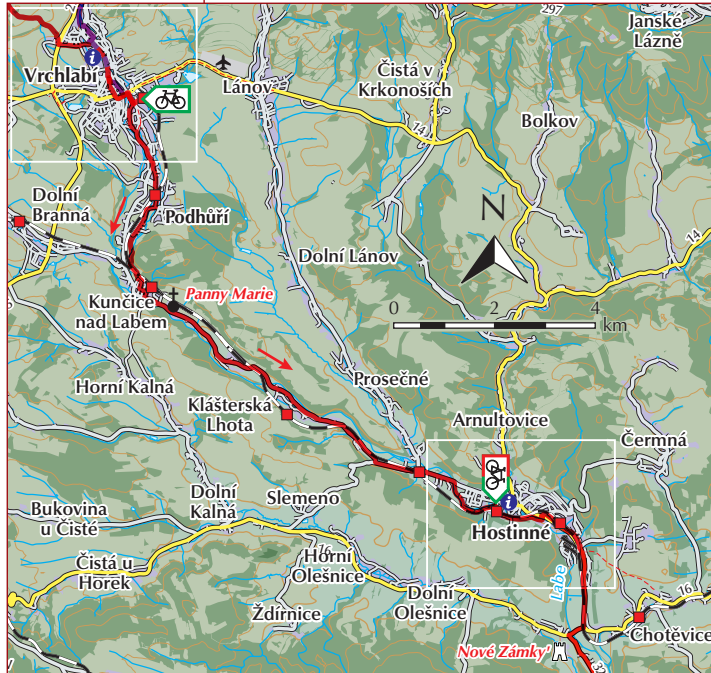 297
Janské
Lázně
Vrchlabí
i
Lánov
Čistá v
Krkonoších
14
Bolkov
Dolní
Branná
Podhůří
N
14
Dolní Lánov
Panny Marie
Kunčice
nad Labem
0 2 4
km
Horní Kalná
Prosečné
Klášterská
Lhota
Arnultovice
Čermná
Dolní
Kalná
Slemeno
i
Bukovina
u Čisté
Hostinné
Čistá u
Horek
16
Horní
Olešnice
Labe
Dolní
Olešnice
16
Ždírnice
Chotěvice
Nové Zámky'
32